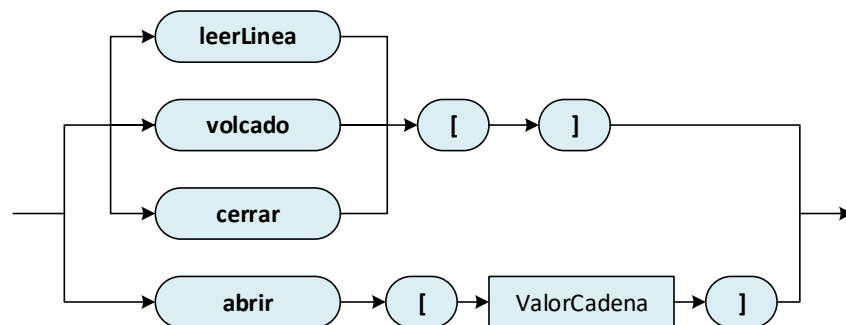 leerLinea
volcado [ ]
cerrar
abrir [ ValorCadena ]